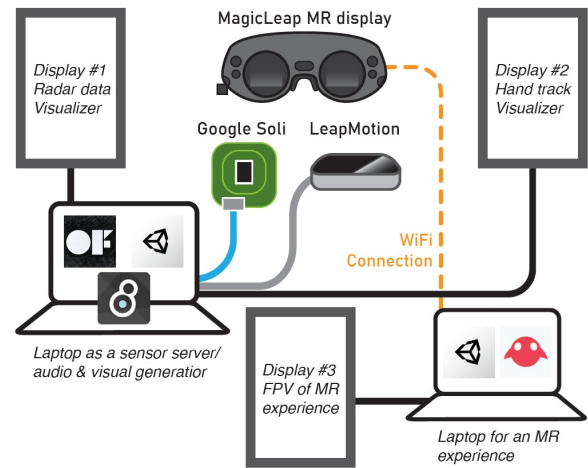 MagicLeap MR display
Display #1
Radar data
Visualizer
Display #2
Hand track
Visualizer
Google Soli
LeapMotion
WiFi
Connection
Laptop as a sensor server/
audio & visual generatior
Display #3
FPV of MR
experience
Laptop for an MR
experience